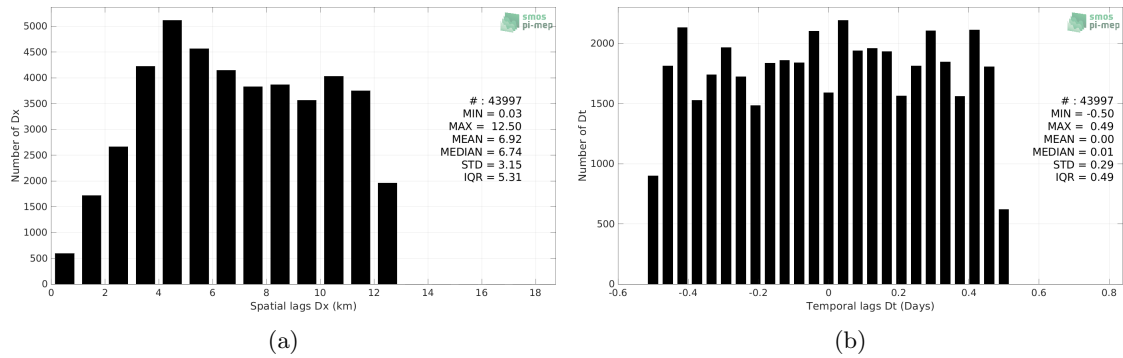 smos
pi-mep
5000
4500
4000
3500
3000
2500
2000
1500
1000
500
0
Number of Dx
# : 43997
MIN = 0.03
MAX = 12.50
MEAN = 6.92
MEDIAN = 6.74
STD = 3.15
IQR = 5.31
0 2 4 6 8 10 12 14 16 18
Spatial lags Dx (km)
(a)
smos
pi-mep
2000
1500
1000
500
0
Number of Dt
# : 43997
MIN = -0.50
MAX = 0.49
MEAN = 0.00
MEDIAN = 0.01
STD = 0.29
IQR = 0.49
-0.6 -0.4 -0.2 0 0.2 0.4 0.6 0.8
Temporal lags Dt (Days)
(b)